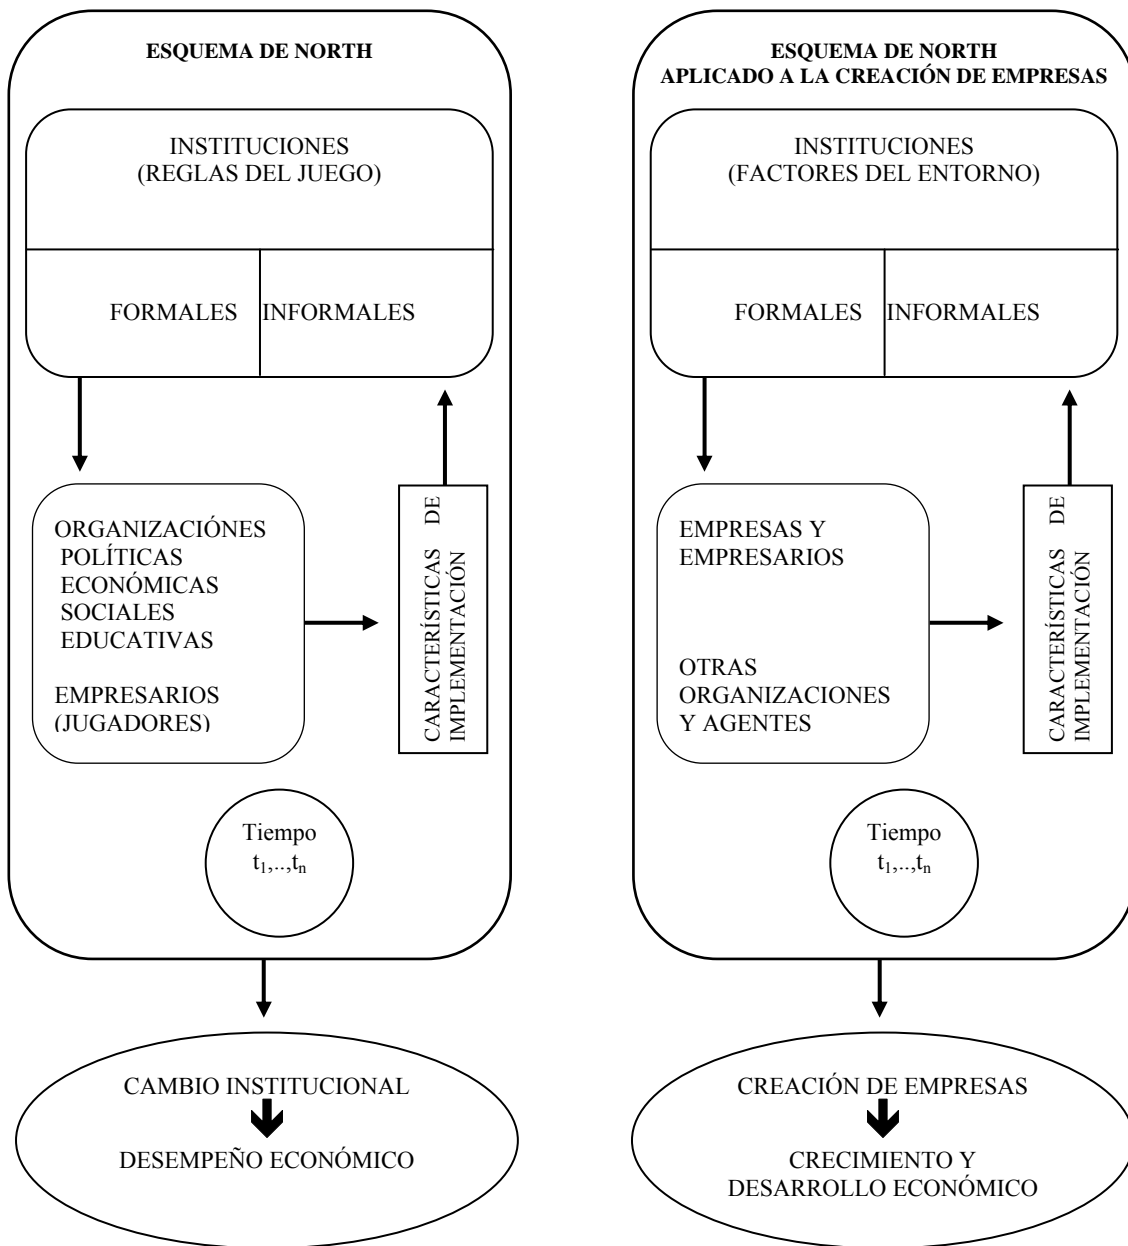 ESQUEMA DE NORTH
INSTITUCIONES
(REGLAS DEL JUEGO)
FORMALES
INFORMALES
ORGANIZACIÓNES
POLÍTICAS
ECONÓMICAS
SOCIALES
EDUCATIVAS
EMPRESARIOS
(JUGADORES)
CARACTERÍSTICAS DE
IMPLEMENTACIÓN
Tiempo
t₁,..,tₙ
CAMBIO INSTITUCIONAL
DESEMPEÑO ECONÓMICO
ESQUEMA DE NORTH
APLICADO A LA CREACIÓN DE EMPRESAS
INSTITUCIONES
(FACTORES DEL ENTORNO)
FORMALES
INFORMALES
EMPRESAS Y
EMPRESARIOS
OTRAS
ORGANIZACIONES
Y AGENTES
CARACTERÍSTICAS DE
IMPLEMENTACIÓN
Tiempo
t₁,..,tₙ
CREACIÓN DE EMPRESAS
CRECIMIENTO Y
DESARROLLO ECONÓMICO